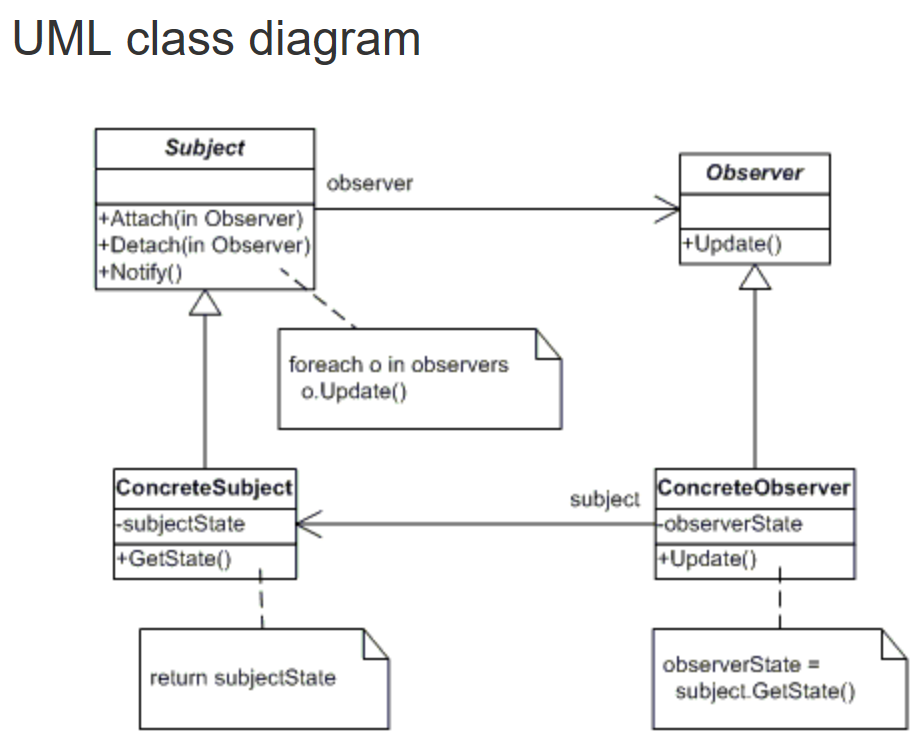 UML class diagram
Subject
+Attach(in Observer)
+Detach(in Observer)
+Notify()
observer
Observer
+Update()
foreach o in observers
o.Update()
ConcreteSubject
-subjectState
+GetState()
subject
ConcreteObserver
-observerState
+Update()
return subjectState
observerState =
subject.GetState()